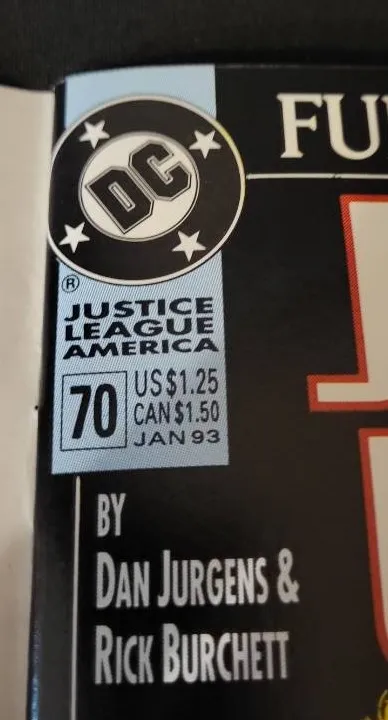 DC
FU
®
JUSTICE
LEAGUE
AMERICA
70
US $1.25
CAN $1.50
JAN 93
BY
DAN JURGENS &
RICK BURCHETT